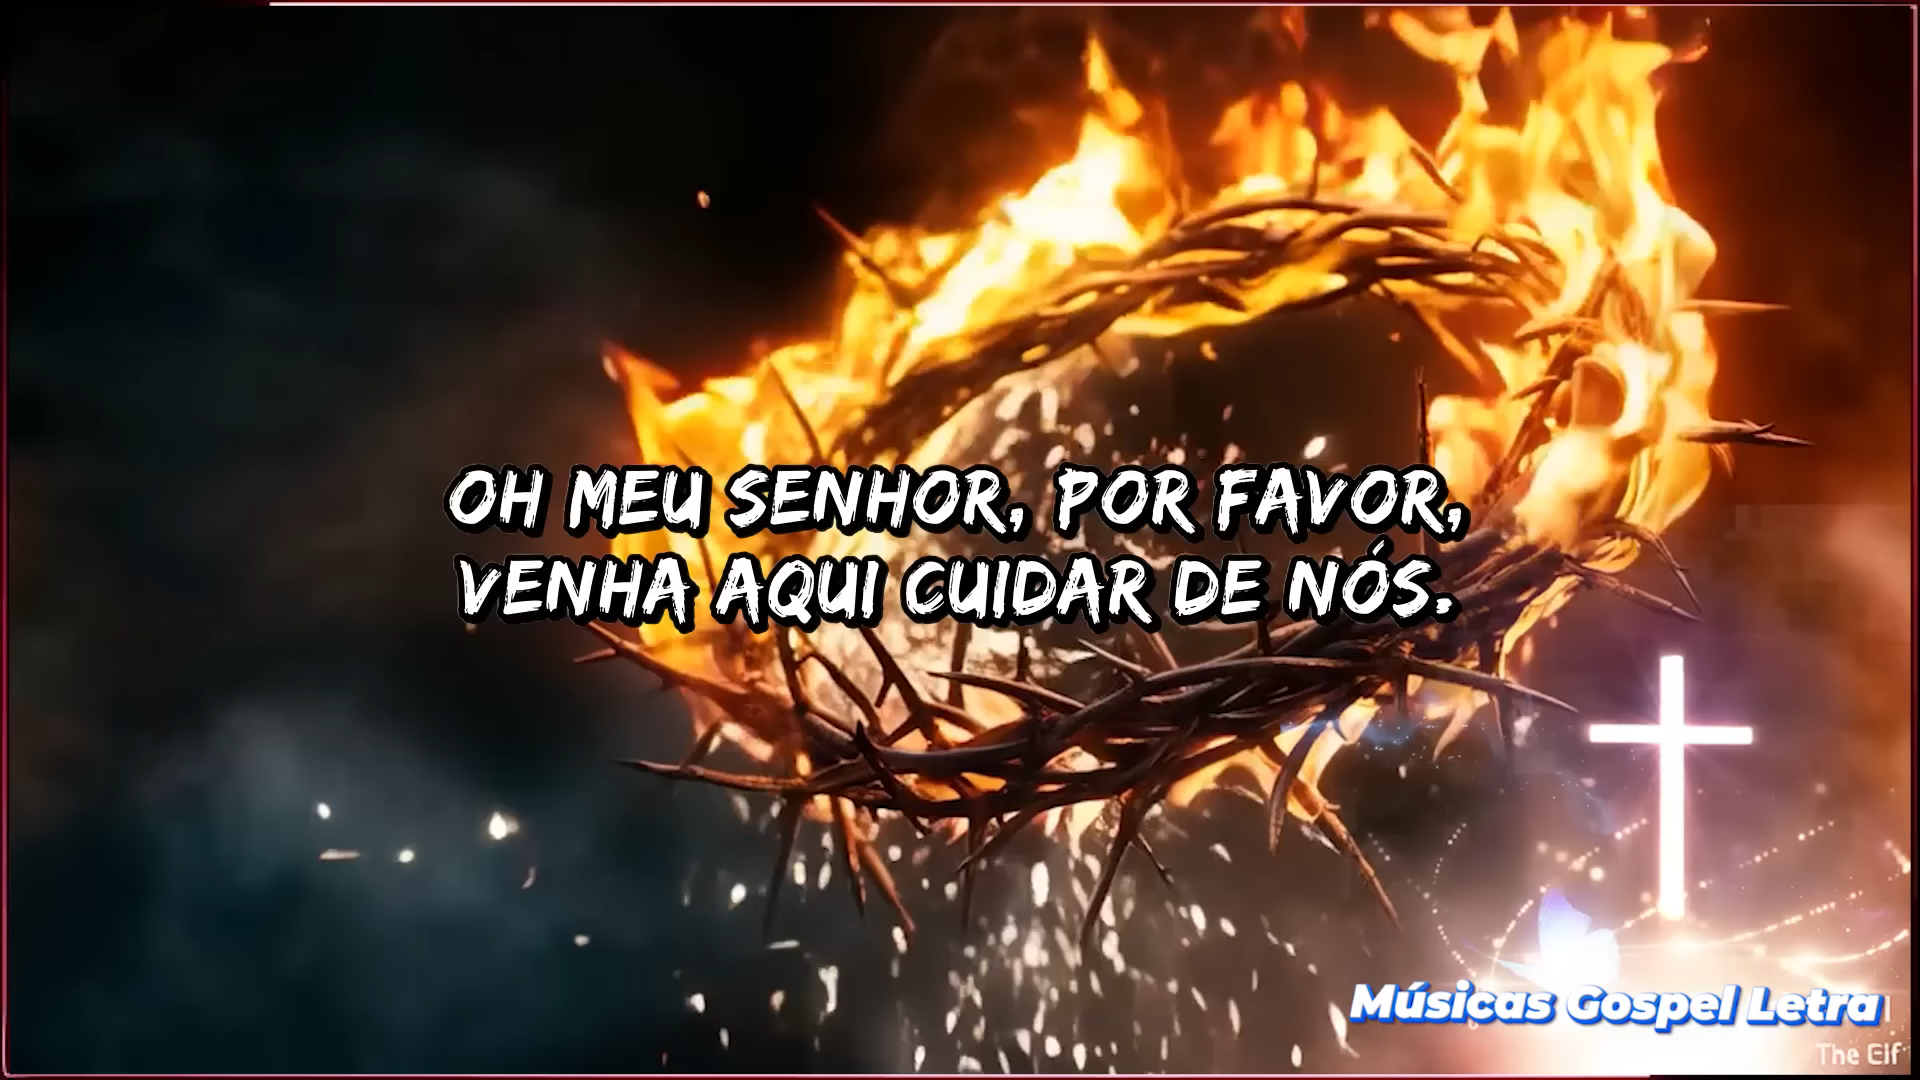 OH MEU SENHOR, POR FAVOR,
VENHA AQUI CUIDAR DE NÓS.
Músicas Gospel Letra
The Elf